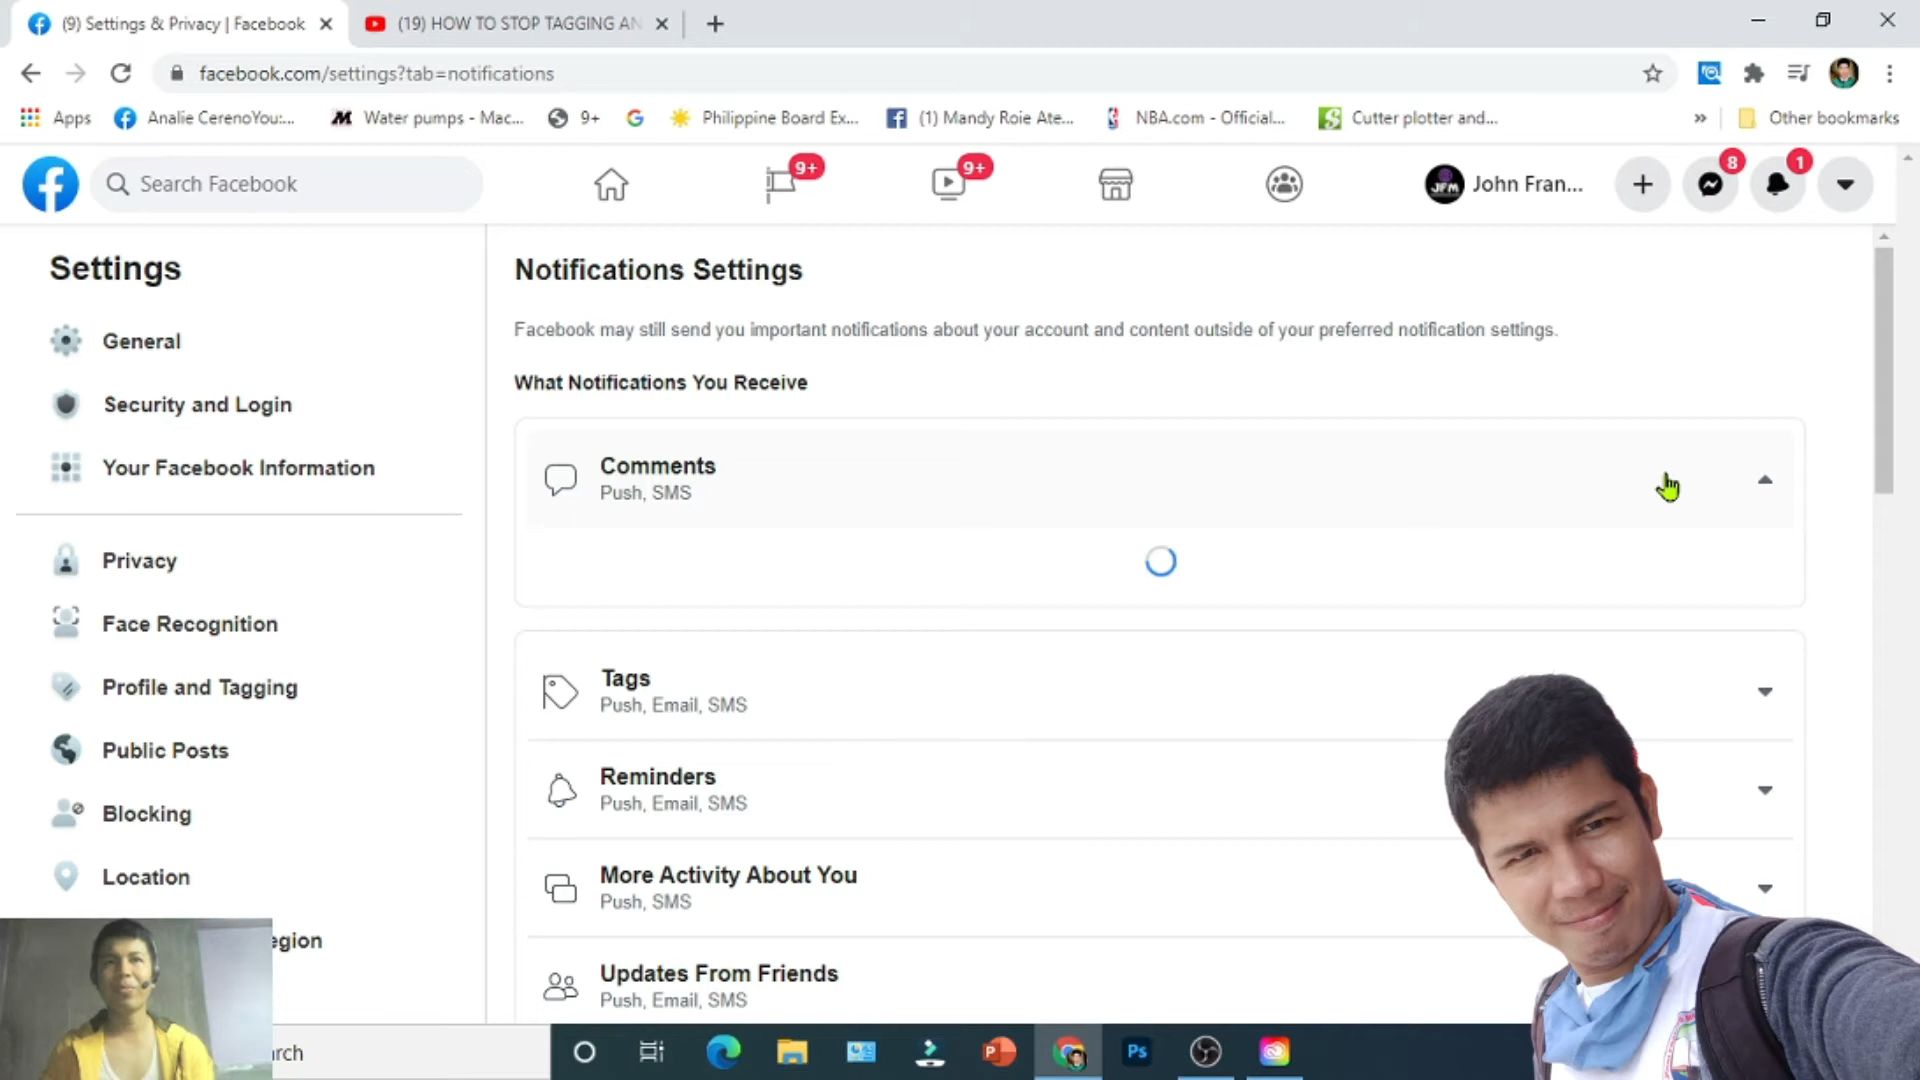 (9) Settings & Privacy | Facebook
(19) HOW TO STOP TAGGING AN
facebook.com/settings?tab=notifications
Apps
Analie CerenoYou:...
Water pumps - Mac...
9+
Philippine Board Ex...
(1) Mandy Roie Ate...
NBA.com - Official...
Cutter plotter and...
Other bookmarks
Search Facebook
9+
9+
JFM
John Fran...
8
1
Settings
General
Security and Login
Your Facebook Information
Privacy
Face Recognition
Profile and Tagging
Public Posts
Blocking
Location
egion
Notifications Settings
Facebook may still send you important notifications about your account and content outside of your preferred notification settings.
What Notifications You Receive
Comments
Push, SMS
Tags
Push, Email, SMS
Reminders
Push, Email, SMS
More Activity About You
Push, SMS
Updates From Friends
Push, Email, SMS
rch
Ps